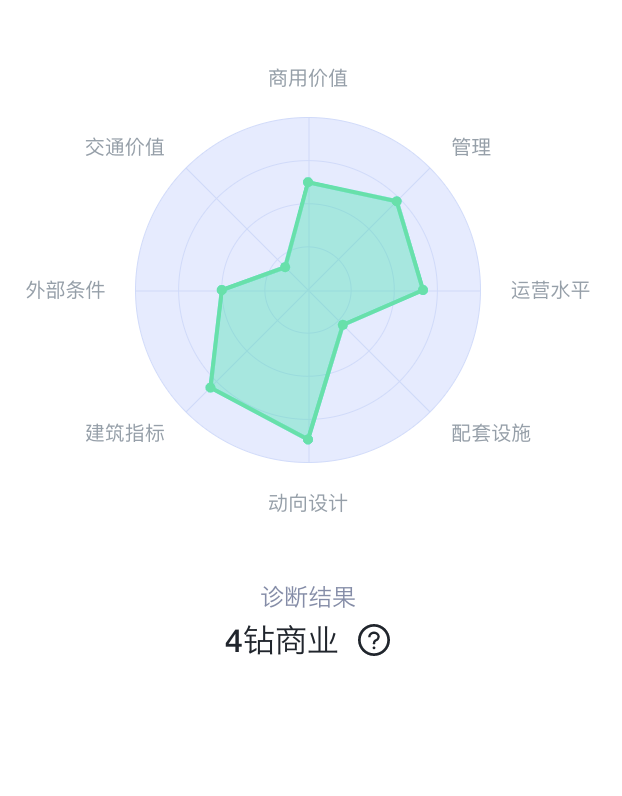 商用价值
交通价值
管理
外部条件
运营水平
建筑指标
配套设施
动向设计
诊断结果
4钻商业 ?